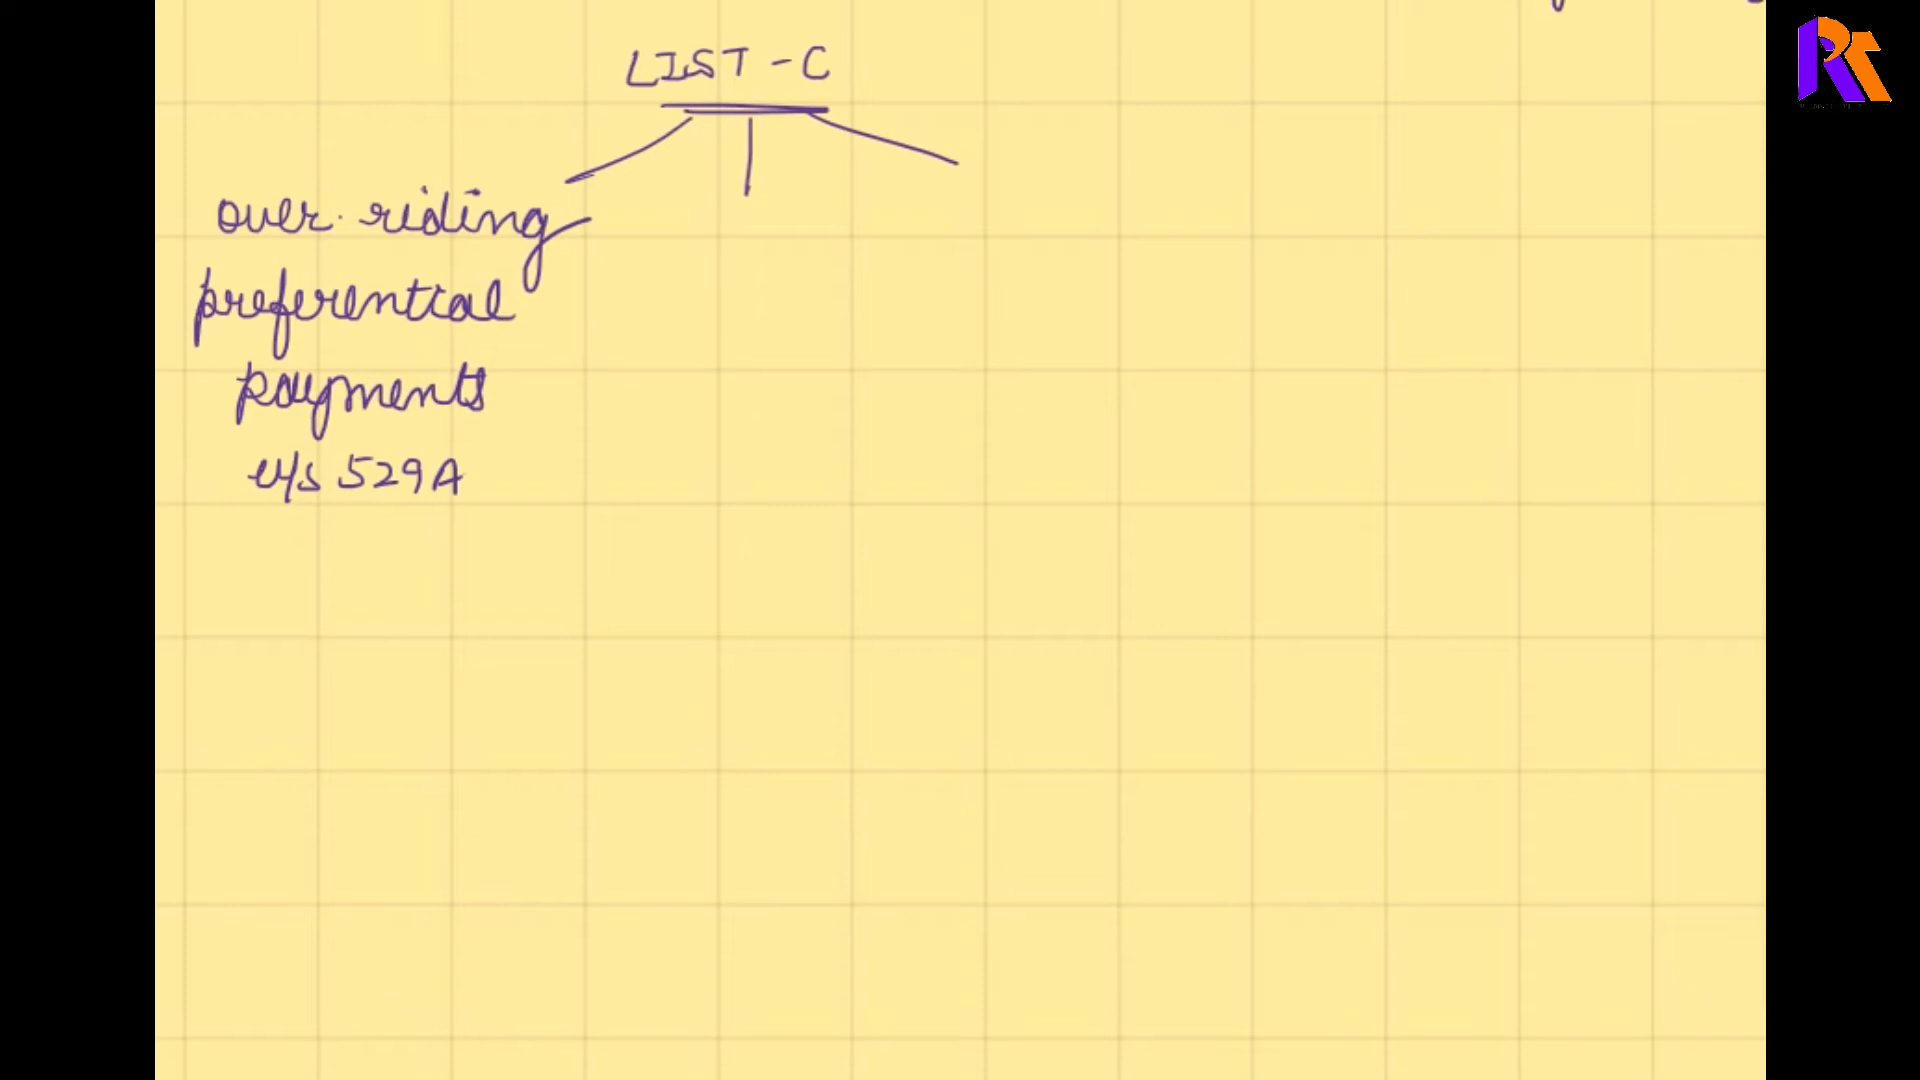 LIST - C
over. riding
preferential
payments
u/s 529A